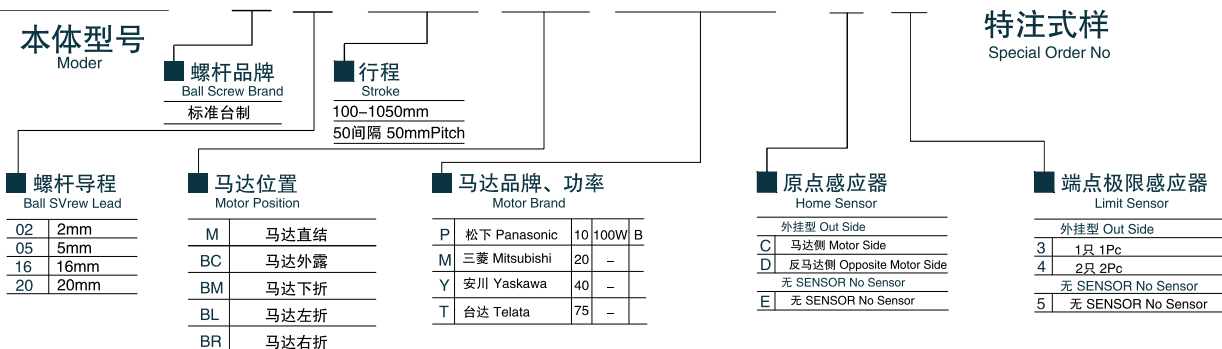 本体型号
Moder
特注式样
Special Order No
螺杆品牌
Ball Screw Brand
标准台制
行程
Stroke
100-1050mm
50间隔 50mmPitch
螺杆导程
Ball SVrew Lead
02 2mm
05 5mm
16 16mm
20 20mm
马达位置
Motor Position
M 马达直结
BC 马达外露
BM 马达下折
BL 马达左折
BR 马达右折
马达品牌、功率
Motor Brand
P 松下 Panasonic 10 100W B
M 三菱 Mitsubishi 20 –
Y 安川 Yaskawa 40 –
T 台达 Telata 75 –
原点感应器
Home Sensor
外挂型 Out Side
C 马达侧 Motor Side
D 反马达侧 Opposite Motor Side
无 SENSOR No Sensor
E 无 SENSOR No Sensor
端点极限感应器
Limit Sensor
外挂型 Out Side
3 1只 1Pc
4 2只 2Pc
无 SENSOR No Sensor
5 无 SENSOR No Sensor